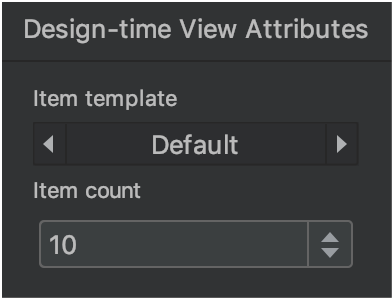 Design-time View Attributes
Item template
Default
Item count
10